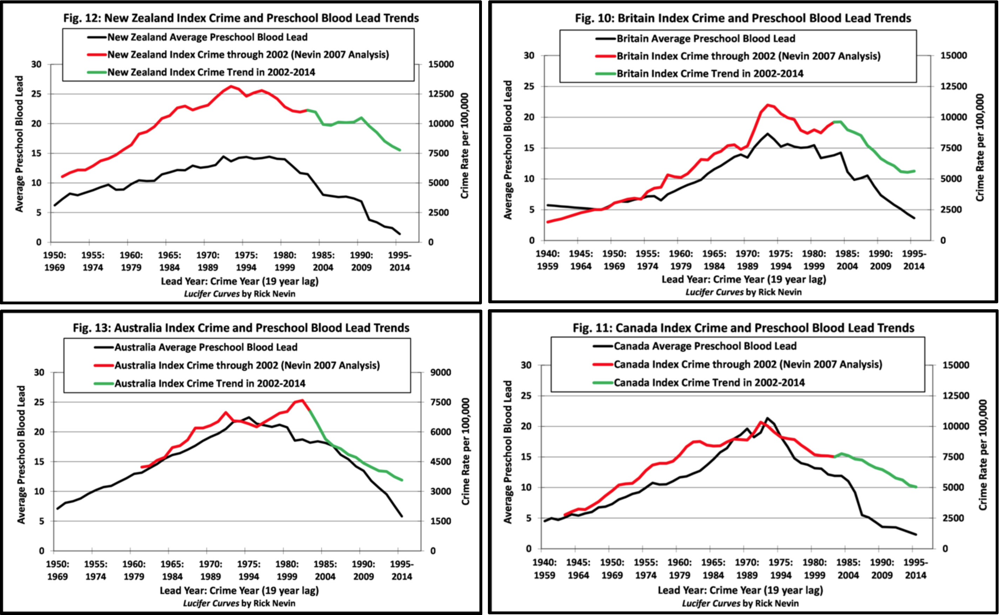 Fig. 12: New Zealand Index Crime and Preschool Blood Lead Trends
New Zealand Average Preschool Blood Lead
New Zealand Index Crime through 2002 (Nevin 2007 Analysis)
New Zealand Index Crime Trend in 2002-2014
Average Preschool Blood Lead
30
25
20
15
10
5
0
15000
12500
10000
7500
5000
2500
0
Crime Rate per 100,000
1950: 1955: 1960: 1965: 1970: 1975: 1980: 1985: 1990: 1995-
1969 1974 1979 1984 1989 1994 1999 2004 2009 2014
Lead Year: Crime Year (19 year lag)
Lucifer Curves by Rick Nevin
Fig. 10: Britain Index Crime and Preschool Blood Lead Trends
Britain Average Preschool Blood Lead
Britain Index Crime through 2002 (Nevin 2007 Analysis)
Britain Index Crime Trend in 2002-2014
Average Preschool Blood Lead
30
25
20
15
10
5
0
15000
12500
10000
7500
5000
2500
0
Crime Rate per 100,000
1940: 1945: 1950: 1955: 1960: 1965: 1970: 1975: 1980: 1985: 1990: 1995-
1959 1964 1969 1974 1979 1984 1989 1994 1999 2004 2009 2014
Lead Year: Crime Year (19 year lag)
Lucifer Curves by Rick Nevin
Fig. 13: Australia Index Crime and Preschool Blood Lead Trends
Australia Average Preschool Blood Lead
Australia Index Crime through 2002 (Nevin 2007 Analysis)
Australia Index Crime Trend in 2002-2014
Average Preschool Blood Lead
30
25
20
15
10
5
0
9000
7500
6000
4500
3000
1500
0
Crime Rate per 100,000
1950: 1955: 1960: 1965: 1970: 1975: 1980: 1985: 1990: 1995-
1969 1974 1979 1984 1989 1994 1999 2004 2009 2014
Lead Year: Crime Year (19 year lag)
Lucifer Curves by Rick Nevin
Fig. 11: Canada Index Crime and Preschool Blood Lead Trends
Canada Average Preschool Blood Lead
Canada Index Crime through 2002 (Nevin 2007 Analysis)
Canada Index Crime Trend in 2002-2014
Average Preschool Blood Lead
30
25
20
15
10
5
0
15000
12500
10000
7500
5000
2500
0
Crime Rate per 100,000
1940: 1945: 1950: 1955: 1960: 1965: 1970: 1975: 1980: 1985: 1990: 1995-
1959 1964 1969 1974 1979 1984 1989 1994 1999 2004 2009 2014
Lead Year: Crime Year (19 year lag)
Lucifer Curves by Rick Nevin